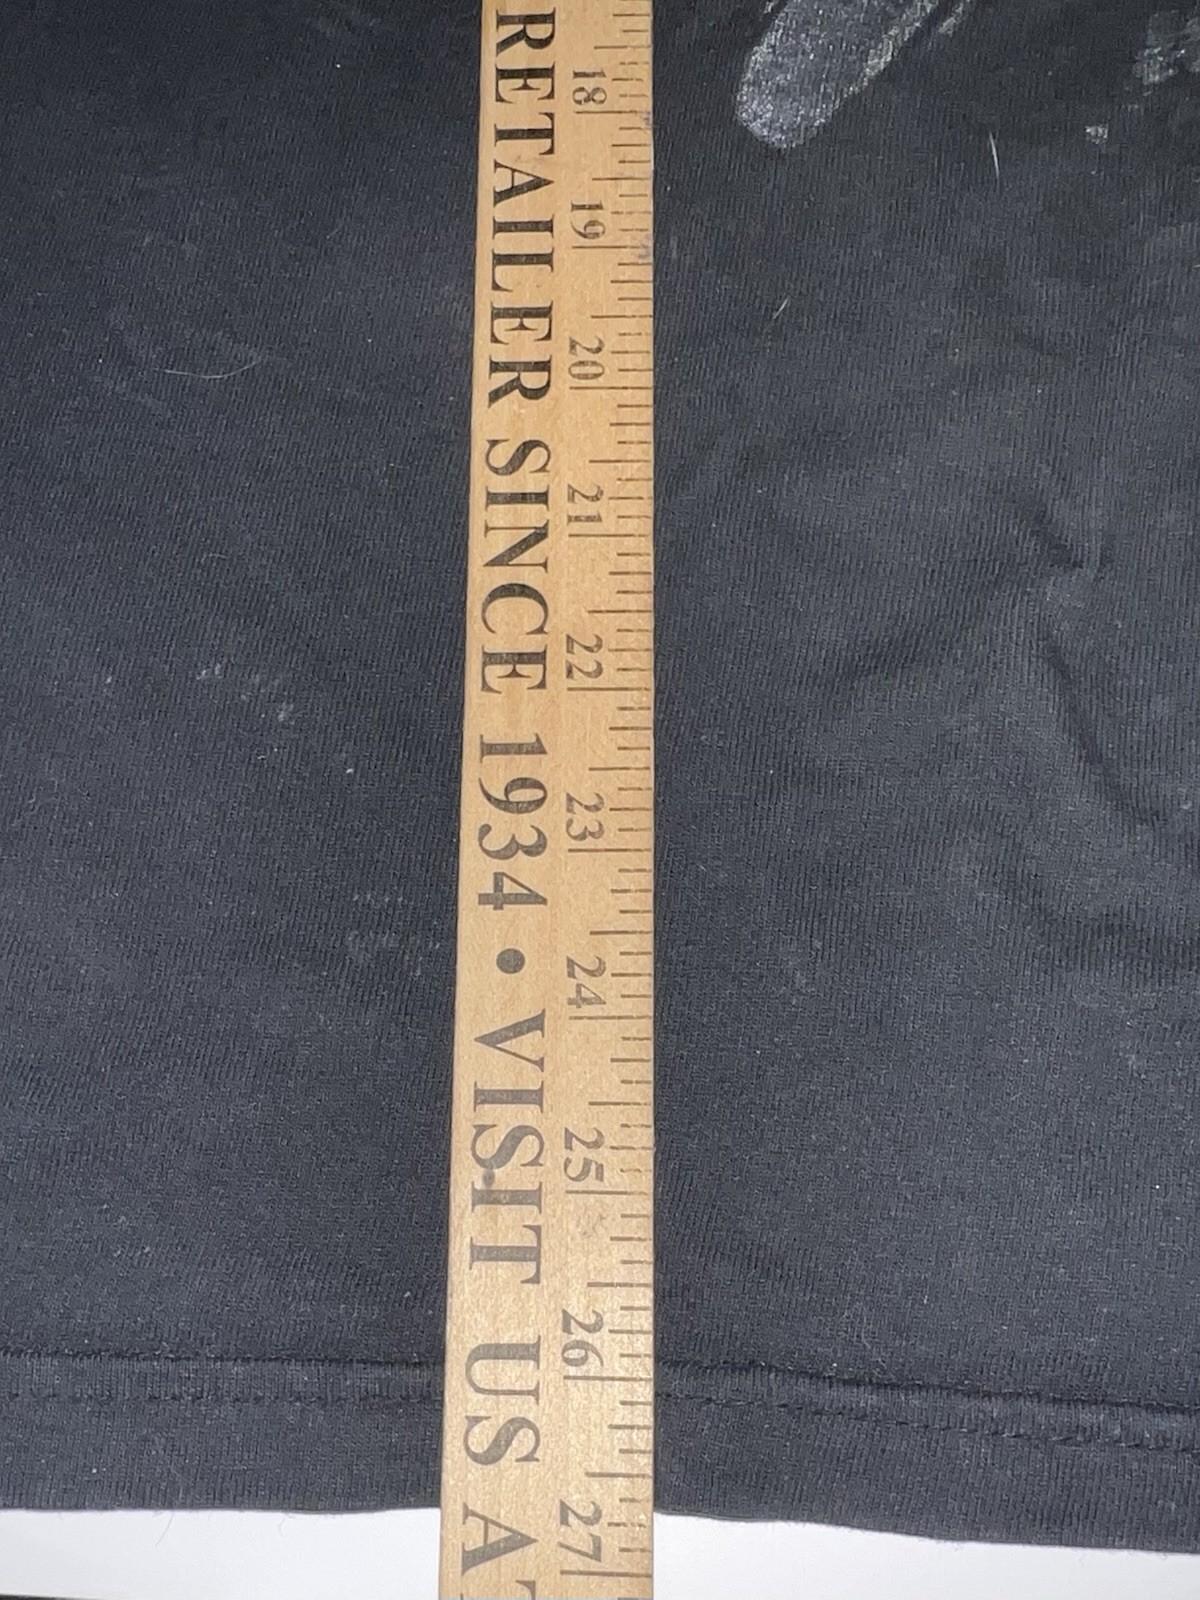 RETAILER SINCE 1934 • VISIT US A
18 19 20 21 22 23 24 25 26 27